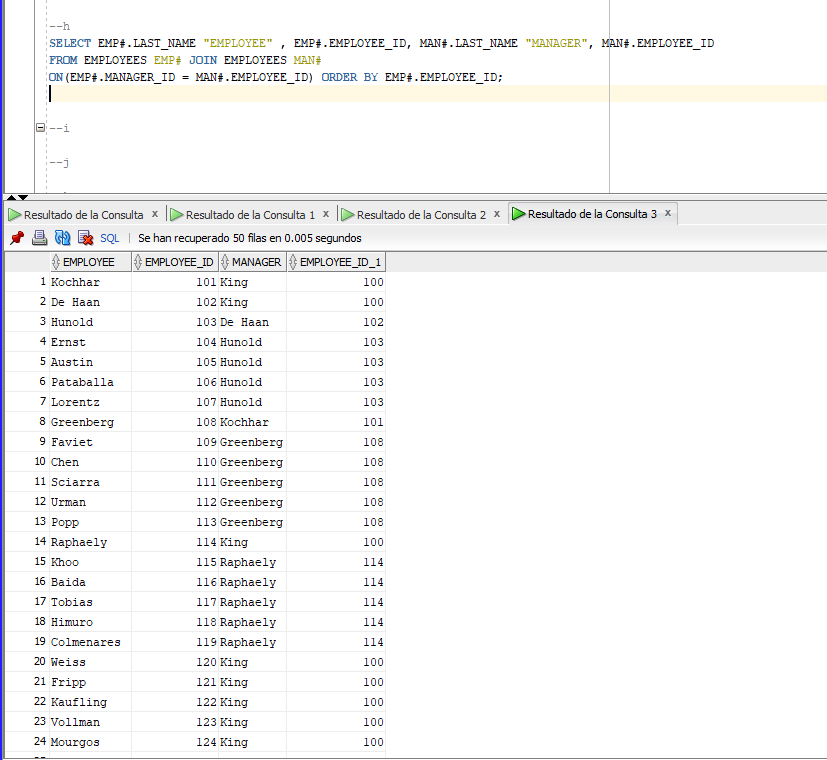 --h
SELECT EMP#.LAST_NAME "EMPLOYEE" , EMP#.EMPLOYEE_ID, MAN#.LAST_NAME "MANAGER", MAN#.EMPLOYEE_ID
FROM EMPLOYEES EMP# JOIN EMPLOYEES MAN#
ON(EMP#.MANAGER_ID = MAN#.EMPLOYEE_ID) ORDER BY EMP#.EMPLOYEE_ID;
--i
--j
Resultado de la Consulta x Resultado de la Consulta 1 x Resultado de la Consulta 2 x Resultado de la Consulta 3 x
SQL | Se han recuperado 50 filas en 0.005 segundos
EMPLOYEE EMPLOYEE_ID MANAGER EMPLOYEE_ID_1
1 Kochhar 101 King 100
2 De Haan 102 King 100
3 Hunold 103 De Haan 102
4 Ernst 104 Hunold 103
5 Austin 105 Hunold 103
6 Pataballa 106 Hunold 103
7 Lorentz 107 Hunold 103
8 Greenberg 108 Kochhar 101
9 Faviet 109 Greenberg 108
10 Chen 110 Greenberg 108
11 Sciarra 111 Greenberg 108
12 Urman 112 Greenberg 108
13 Popp 113 Greenberg 108
14 Raphaely 114 King 100
15 Khoo 115 Raphaely 114
16 Baida 116 Raphaely 114
17 Tobias 117 Raphaely 114
18 Himuro 118 Raphaely 114
19 Colmenares 119 Raphaely 114
20 Weiss 120 King 100
21 Fripp 121 King 100
22 Kaufling 122 King 100
23 Vollman 123 King 100
24 Mourgos 124 King 100